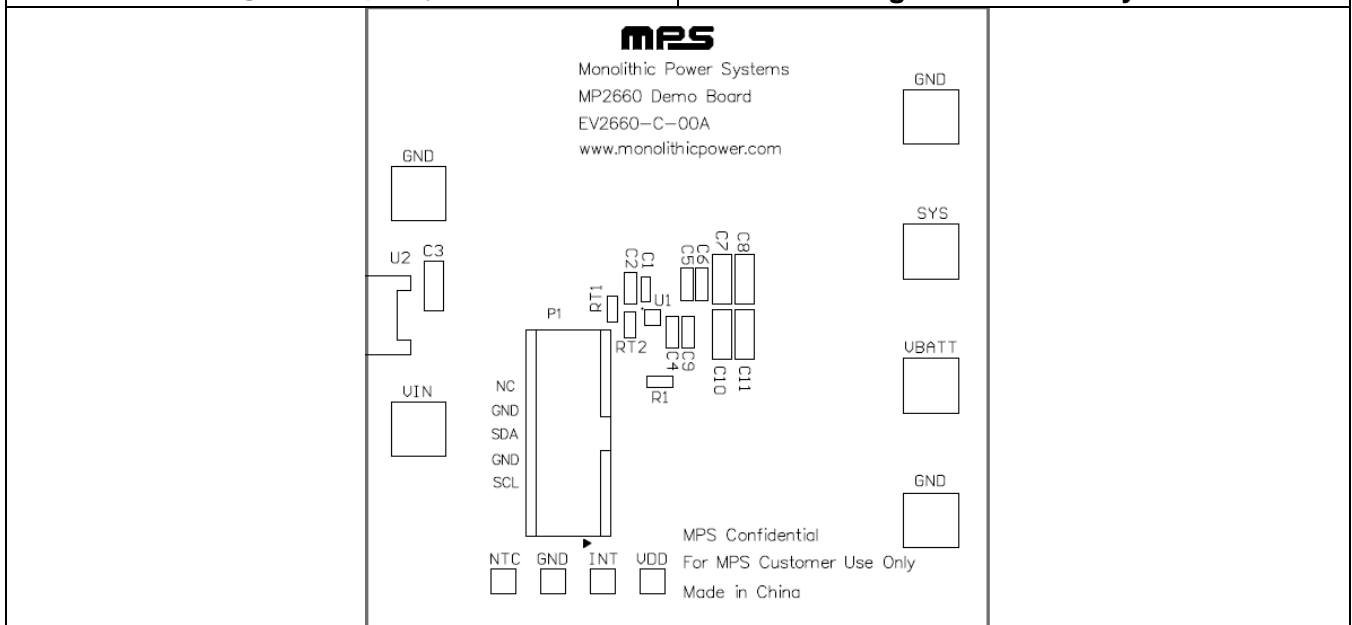 MPS
Monolithic Power Systems
MP2660 Demo Board
EV2660-C-00A
www.monolithicpower.com
GND
GND
SYS
U2
C3
C2
C1
C5
C6
C7
C8
RT1
U1
P1
RT2
C4
C9
C10
C11
R1
VBATT
VIN
NC
GND
SDA
GND
SCL
GND
MPS Confidential
For MPS Customer Use Only
Made in China
NTC
GND
INT
VDD